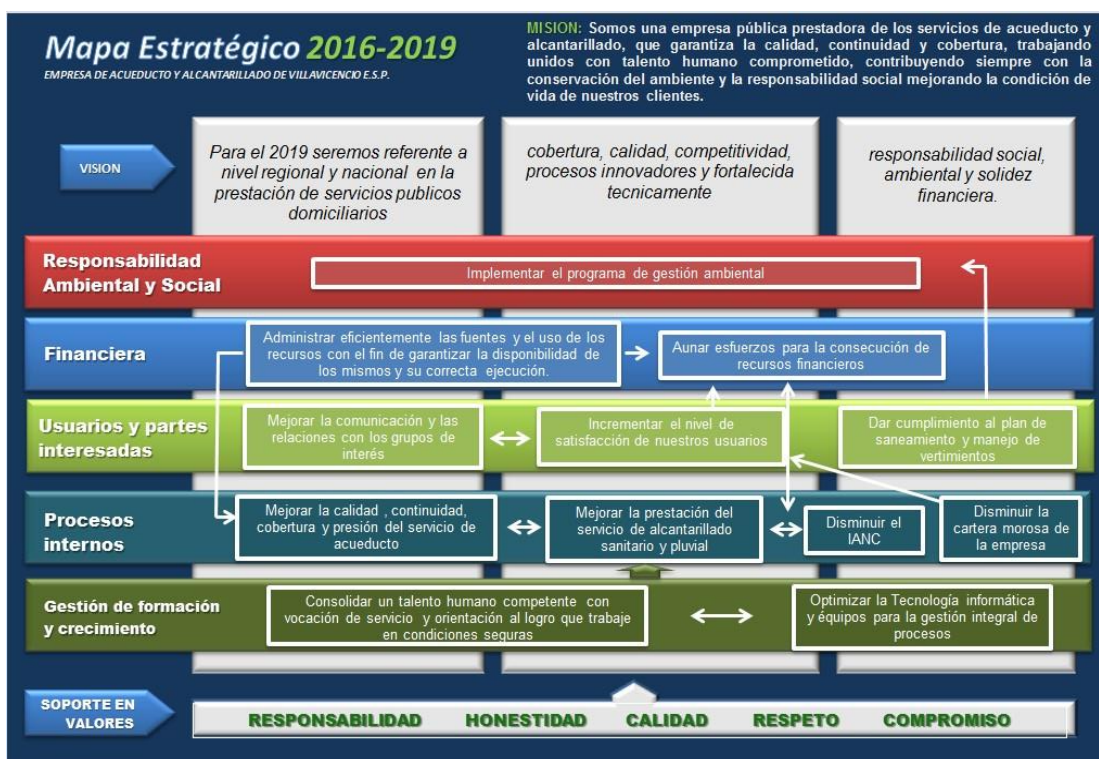 Mapa Estratégico 2016-2019
EMPRESA DE ACUEDUCTO Y ALCANTARILLADO DE VILLAVICENCIO E.S.P.
MISION: Somos una empresa pública prestadora de los servicios de acueducto y
alcantarillado, que garantiza la calidad, continuidad y cobertura, trabajando
unidos con talento humano comprometido, contribuyendo siempre con la
conservación del ambiente y la responsabilidad social mejorando la condición de
vida de nuestros clientes.
VISION
Para el 2019 seremos referente a
nivel regional y nacional en la
prestación de servicios publicos
domiciliarios
cobertura, calidad, competitividad,
procesos innovadores y fortalecida
tecnicamente
responsabilidad social,
ambiental y solidez
financiera.
Responsabilidad
Ambiental y Social
Implementar el programa de gestión ambiental
Financiera
Administrar eficientemente las fuentes y el uso de los
recursos con el fin de garantizar la disponibilidad de
los mismos y su correcta ejecución.
Aunar esfuerzos para la consecución de
recursos financieros
Usuarios y partes
interesadas
Mejorar la comunicación y las
relaciones con los grupos de
interés
Incrementar el nivel de
satisfacción de nuestros usuarios
Dar cumplimiento al plan de
saneamiento y manejo de
vertimientos
Procesos
internos
Mejorar la calidad , continuidad,
cobertura y presión del servicio de
acueducto
Mejorar la prestación del
servicio de alcantarillado
sanitario y pluvial
Disminuir el
IANC
Disminuir la
cartera morosa de
la empresa
Gestión de formación
y crecimiento
Consolidar un talento humano competente con
vocación de servicio y orientación al logro que trabaje
en condiciones seguras
Optimizar la Tecnología informática
y équipos para la gestión integral de
procesos
SOPORTE EN
VALORES
RESPONSABILIDAD HONESTIDAD CALIDAD RESPETO COMPROMISO